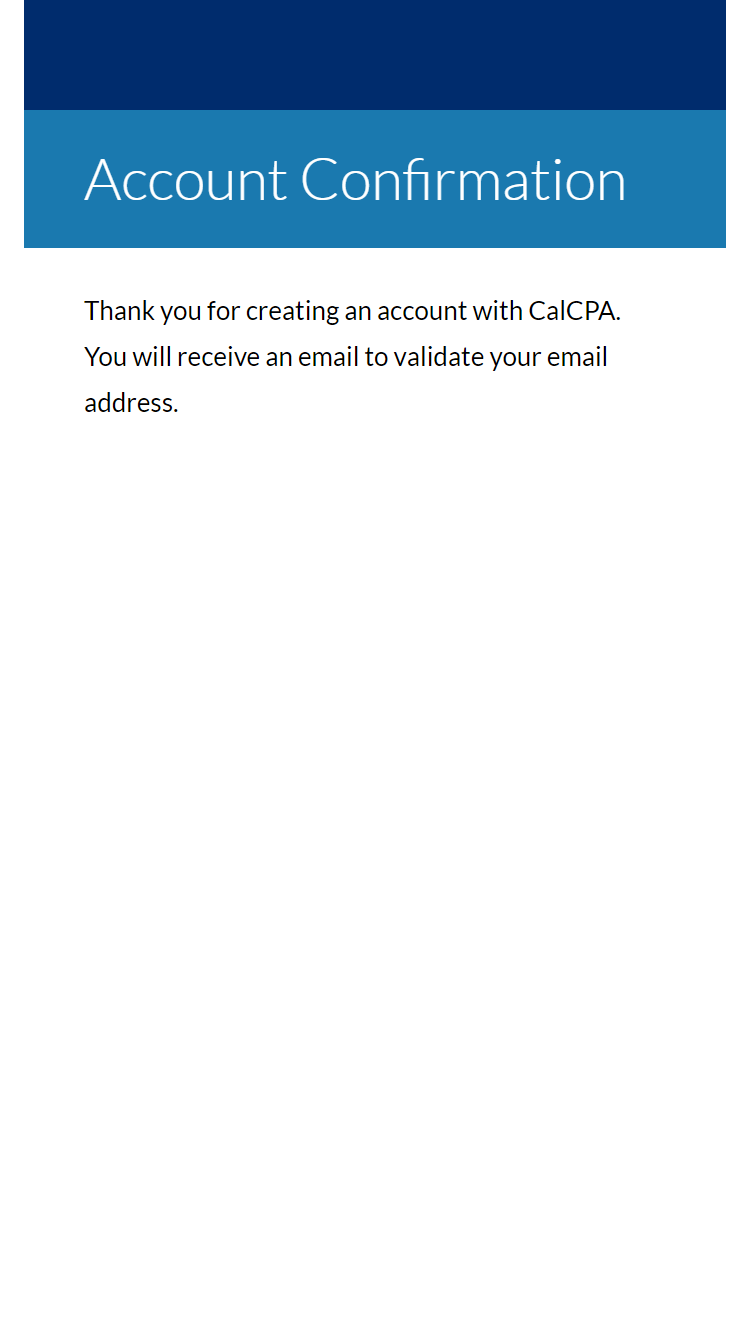 Account Confirmation
Thank you for creating an account with CalCPA.
You will receive an email to validate your email
address.